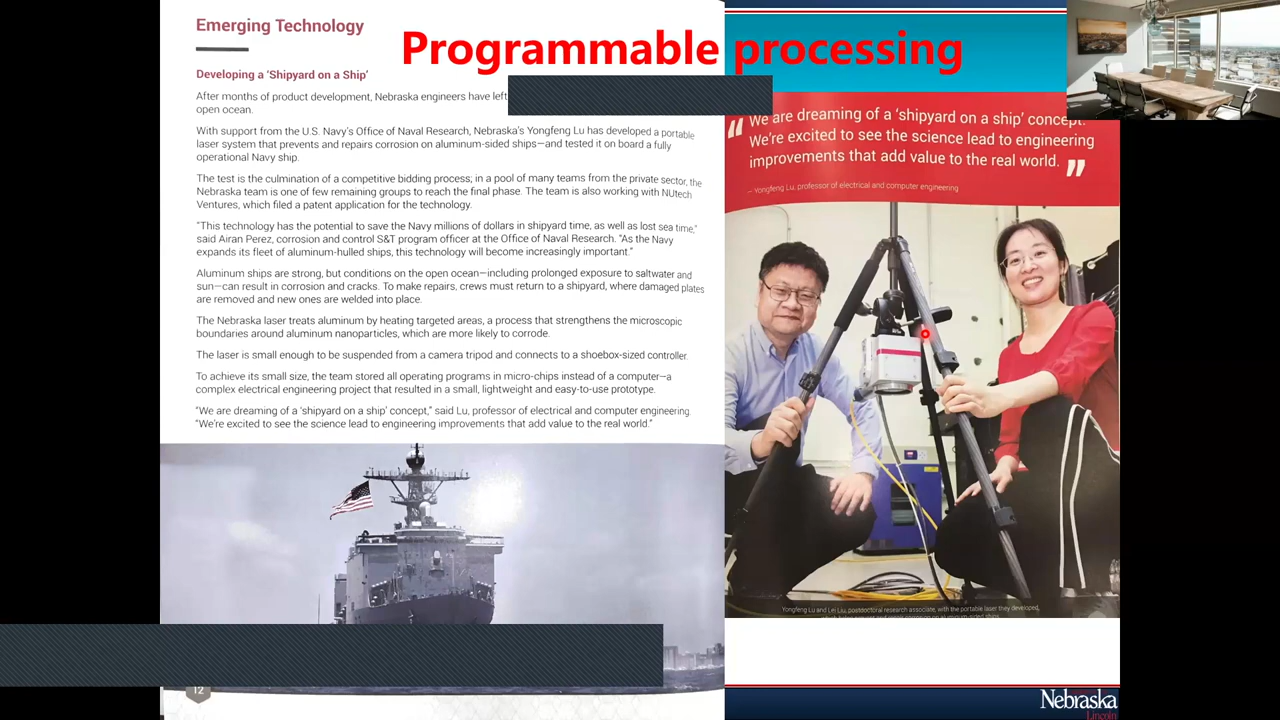 Emerging Technology
Programmable processing
Developing a ‘Shipyard on a Ship’
After months of product development, Nebraska engineers have left
open ocean.
With support from the U.S. Navy's Office of Naval Research, Nebraska's Yongfeng Lu has developed a portable
laser system that prevents and repairs corrosion on aluminum-sided ships—and tested it on board a fully
operational Navy ship.
The test is the culmination of a competitive bidding process; in a pool of many teams from the private sector, the
Nebraska team is one of few remaining groups to reach the final phase. The team is also working with NUtech
Ventures, which filed a patent application for the technology.
"This technology has the potential to save the Navy millions of dollars in shipyard time, as well as lost sea time,"
said Airan Perez, corrosion and control S&T program officer at the Office of Naval Research. "As the Navy
expands its fleet of aluminum-hulled ships, this technology will become increasingly important."
Aluminum ships are strong, but conditions on the open ocean—including prolonged exposure to saltwater and
sun—can result in corrosion and cracks. To make repairs, crews must return to a shipyard, where damaged plates
are removed and new ones are welded into place.
The Nebraska laser treats aluminum by heating targeted areas, a process that strengthens the microscopic
boundaries around aluminum nanoparticles, which are more likely to corrode.
The laser is small enough to be suspended from a camera tripod and connects to a shoebox-sized controller.
To achieve its small size, the team stored all operating programs in micro-chips instead of a computer—a
complex electrical engineering project that resulted in a small, lightweight and easy-to-use prototype.
"We are dreaming of a 'shipyard on a ship' concept," said Lu, professor of electrical and computer engineering.
"We're excited to see the science lead to engineering improvements that add value to the real world."
12
“We are dreaming of a 'shipyard on a ship' concept.
We're excited to see the science lead to engineering
improvements that add value to the real world.”
– Yongfeng Lu, professor of electrical and computer engineering
Yongfeng Lu and Lei Liu, postdoctoral research associate, with the portable laser they developed,
Nebraska
Lincoln